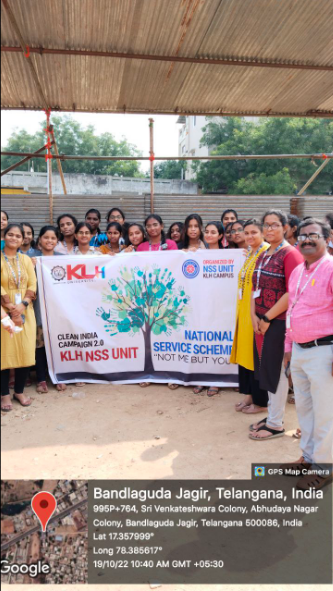 KLH
ORGANIZED BY
NSS UNIT
KLH CAMPUS
CLEAN INDIA
CAMPAIGN 2.0
KLH NSS UNIT
NATIONAL
SERVICE SCHEME
"NOT ME BUT YOU
GPS Map Camera
Bandlaguda Jagir, Telangana, India
995P+764, Sri Venkateshwara Colony, Abhudaya Nagar
Colony, Bandlaguda Jagir, Telangana 500086, India
Lat 17.357999°
Long 78.385617°
19/10/22 10:40 AM GMT +05:30
Google